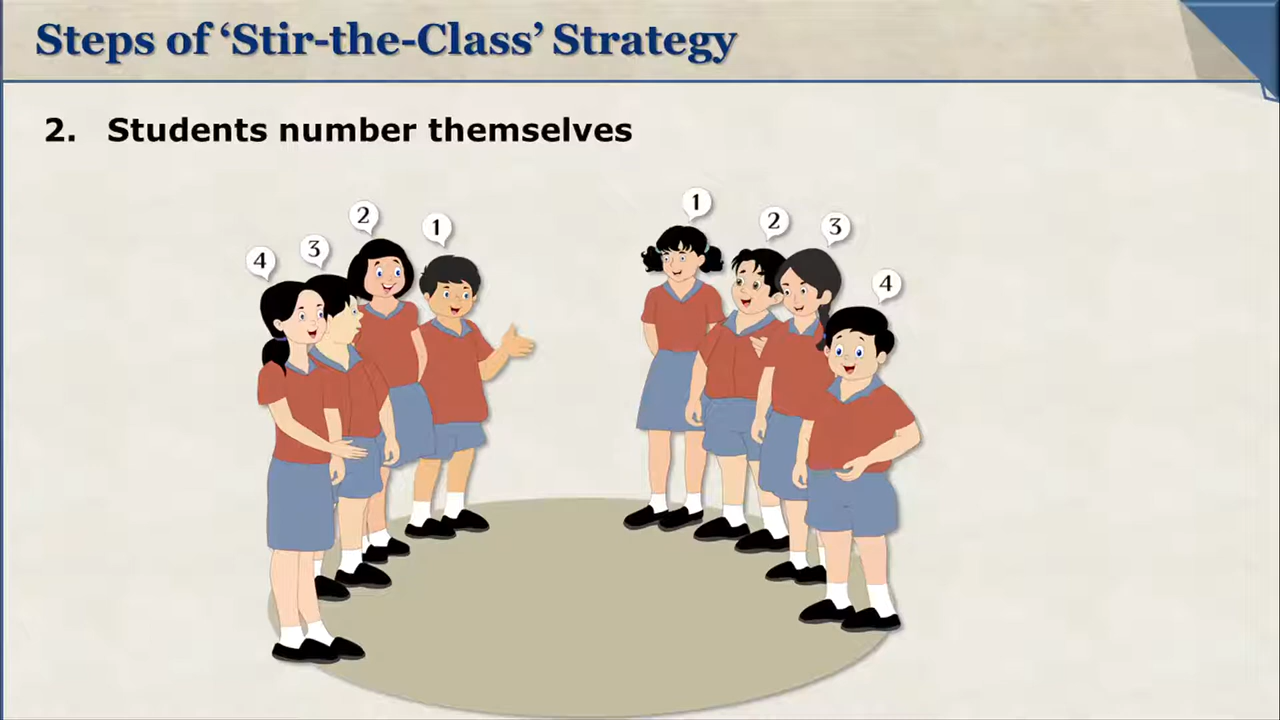 Steps of ‘Stir-the-Class’ Strategy
2. Students number themselves
4 3 2 1
1 2 3 4